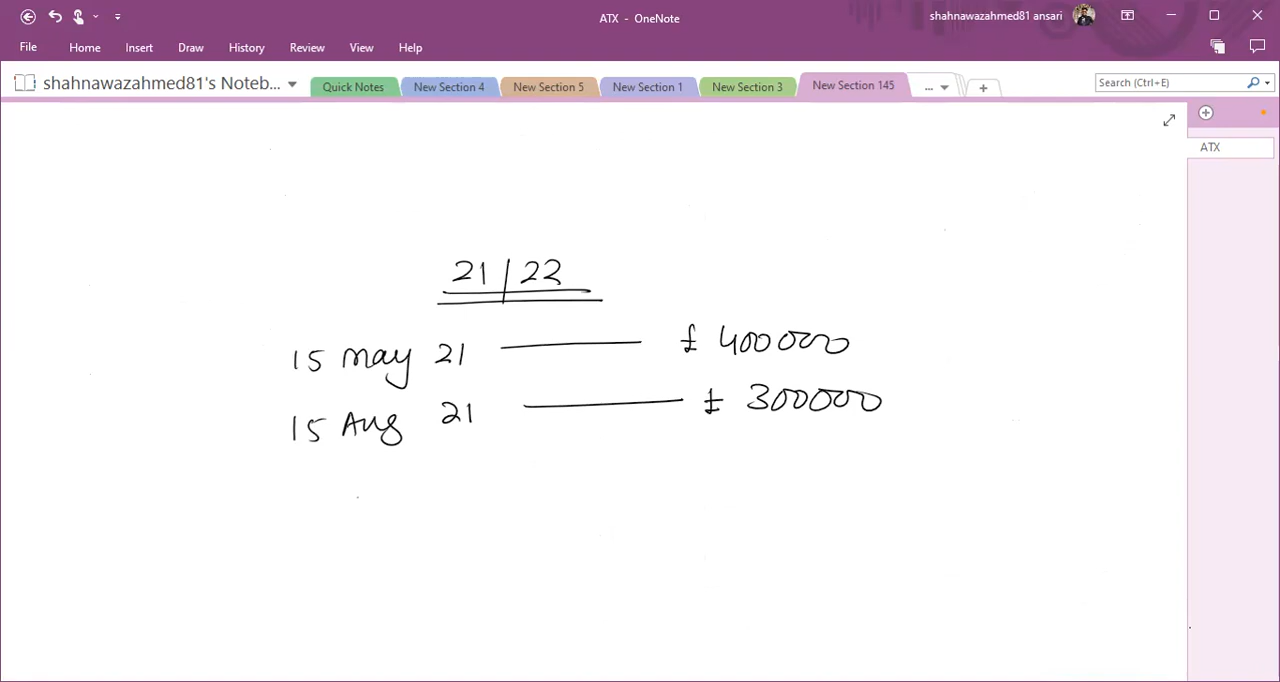 ATX - OneNote
shahnawazahmed81 ansari
File Home Insert Draw History Review View Help
shahnawazahmed81's Noteb... Quick Notes New Section 4 New Section 5 New Section 1 New Section 3 New Section 145 ... Search (Ctrl+E)
ATX
21/22
15 may 21 £ 400000
15 Aug 21 £ 300000